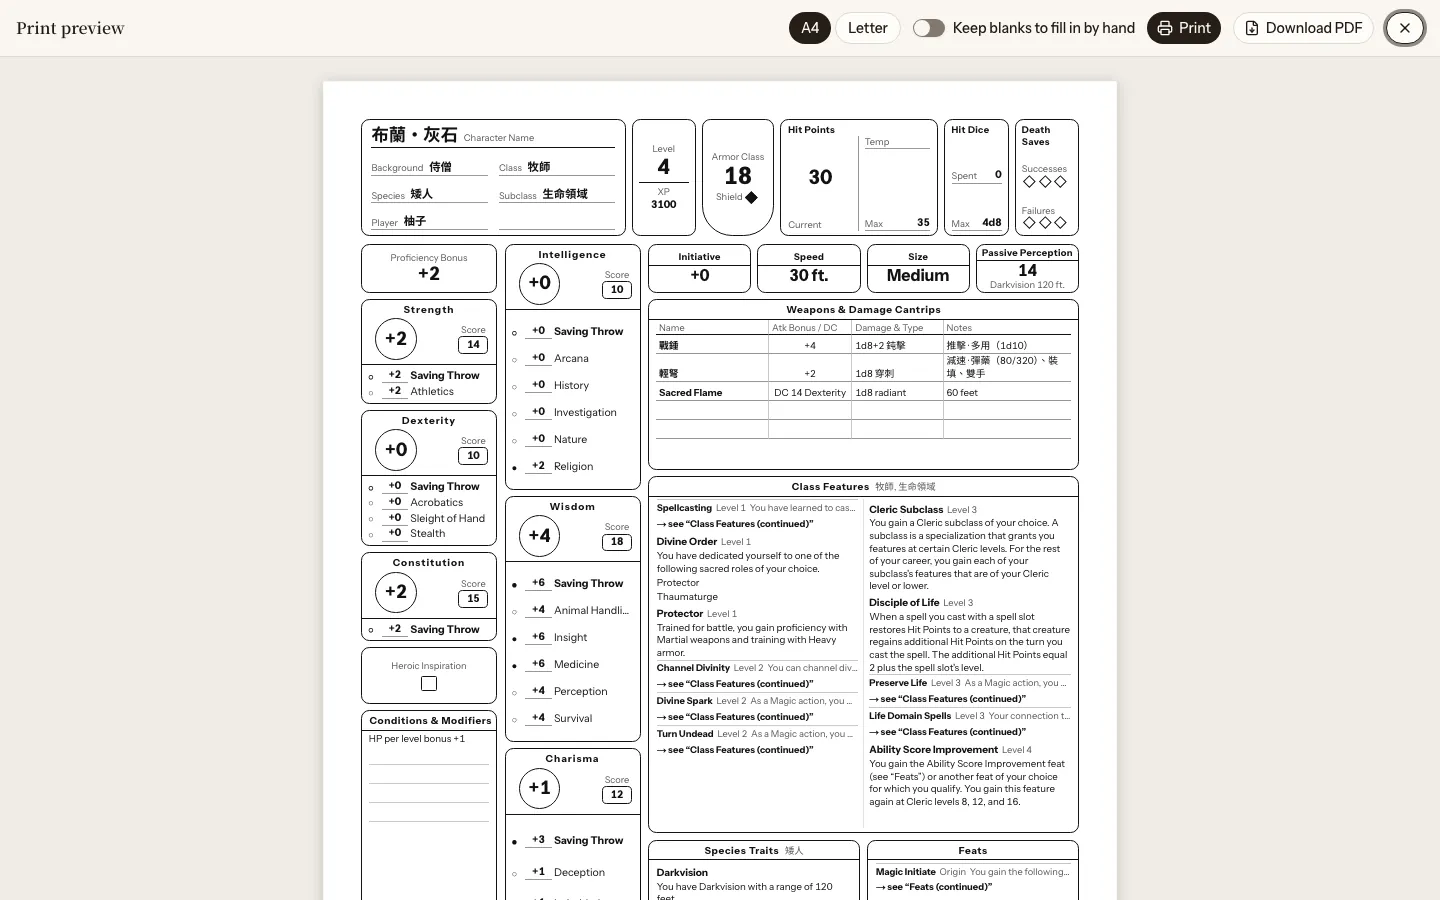 Print preview
A4
Letter
Keep blanks to fill in by hand
Print
Download PDF
布蘭・灰石 Character Name
Background 侍僧
Class 牧師
Species 矮人
Subclass 生命領域
Player 柚子
Level
4
XP
3100
Armor Class
18
Shield
Hit Points
Temp
30
Current
Max 35
Hit Dice
Spent 0
Max 4d8
Death
Saves
Successes
Failures
Proficiency Bonus
+2
Strength
+2
Score
14
+2 Saving Throw
+2 Athletics
Dexterity
+0
Score
10
+0 Saving Throw
+0 Acrobatics
+0 Sleight of Hand
+0 Stealth
Constitution
+2
Score
15
+2 Saving Throw
Heroic Inspiration
Conditions & Modifiers
HP per level bonus +1
Intelligence
+0
Score
10
+0 Saving Throw
+0 Arcana
+0 History
+0 Investigation
+0 Nature
+2 Religion
Wisdom
+4
Score
18
+6 Saving Throw
+4 Animal Handli...
+6 Insight
+6 Medicine
+4 Perception
+4 Survival
Charisma
+1
Score
12
+3 Saving Throw
+1 Deception
Initiative
+0
Speed
30 ft.
Size
Medium
Passive Perception
14
Darkvision 120 ft.
Weapons & Damage Cantrips
Name Atk Bonus / DC Damage & Type Notes
戰錘 +4 1d8+2 鈍擊 推擊·多用（1d10）
輕弩 +2 1d8 穿刺 減速·彈藥（80/320）、裝
填、雙手
Sacred Flame DC 14 Dexterity 1d8 radiant 60 feet
Class Features 牧師, 生命領域
Spellcasting Level 1 You have learned to cas...
→ see “Class Features (continued)”
Divine Order Level 1
You have dedicated yourself to one of the
following sacred roles of your choice.
Protector
Thaumaturge
Protector Level 1
Trained for battle, you gain proficiency with
Martial weapons and training with Heavy
armor.
Channel Divinity Level 2 You can channel div...
→ see “Class Features (continued)”
Divine Spark Level 2 As a Magic action, you ...
→ see “Class Features (continued)”
Turn Undead Level 2 As a Magic action, you ...
→ see “Class Features (continued)”
Cleric Subclass Level 3
You gain a Cleric subclass of your choice. A
subclass is a specialization that grants you
features at certain Cleric levels. For the rest
of your career, you gain each of your
subclass's features that are of your Cleric
level or lower.
Disciple of Life Level 3
When a spell you cast with a spell slot
restores Hit Points to a creature, that creature
regains additional Hit Points on the turn you
cast the spell. The additional Hit Points equal
2 plus the spell slot's level.
Preserve Life Level 3 As a Magic action, you ...
→ see “Class Features (continued)”
Life Domain Spells Level 3 Your connection t...
→ see “Class Features (continued)”
Ability Score Improvement Level 4
You gain the Ability Score Improvement feat
(see “Feats”) or another feat of your choice
for which you qualify. You gain this feature
again at Cleric levels 8, 12, and 16.
Species Traits 矮人
Darkvision
You have Darkvision with a range of 120
feet.
Feats
Magic Initiate Origin You gain the following...
→ see “Feats (continued)”